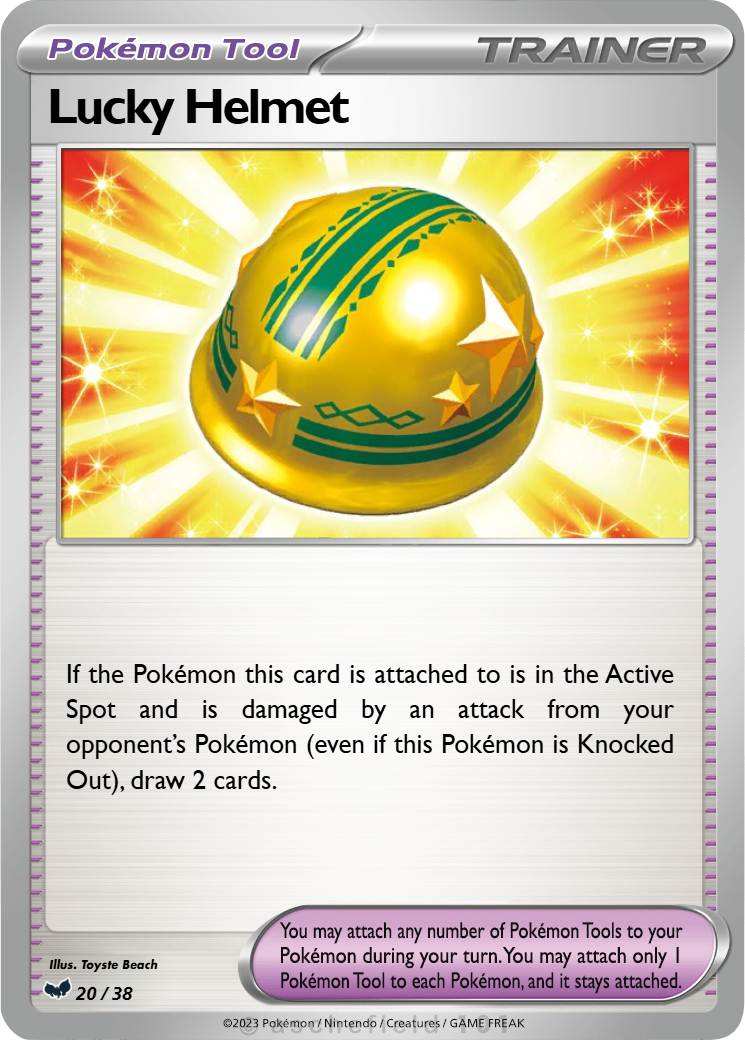 Pokémon Tool
TRAINER
Lucky Helmet
If the Pokémon this card is attached to is in the Active
Spot and is damaged by an attack from your
opponent's Pokémon (even if this Pokémon is Knocked
Out), draw 2 cards.
You may attach any number of Pokémon Tools to your
Pokémon during your turn. You may attach only 1
Pokémon Tool to each Pokémon, and it stays attached.
Illus. Toyste Beach
20 / 38
©2023 Pokémon / Nintendo / Creatures / GAME FREAK